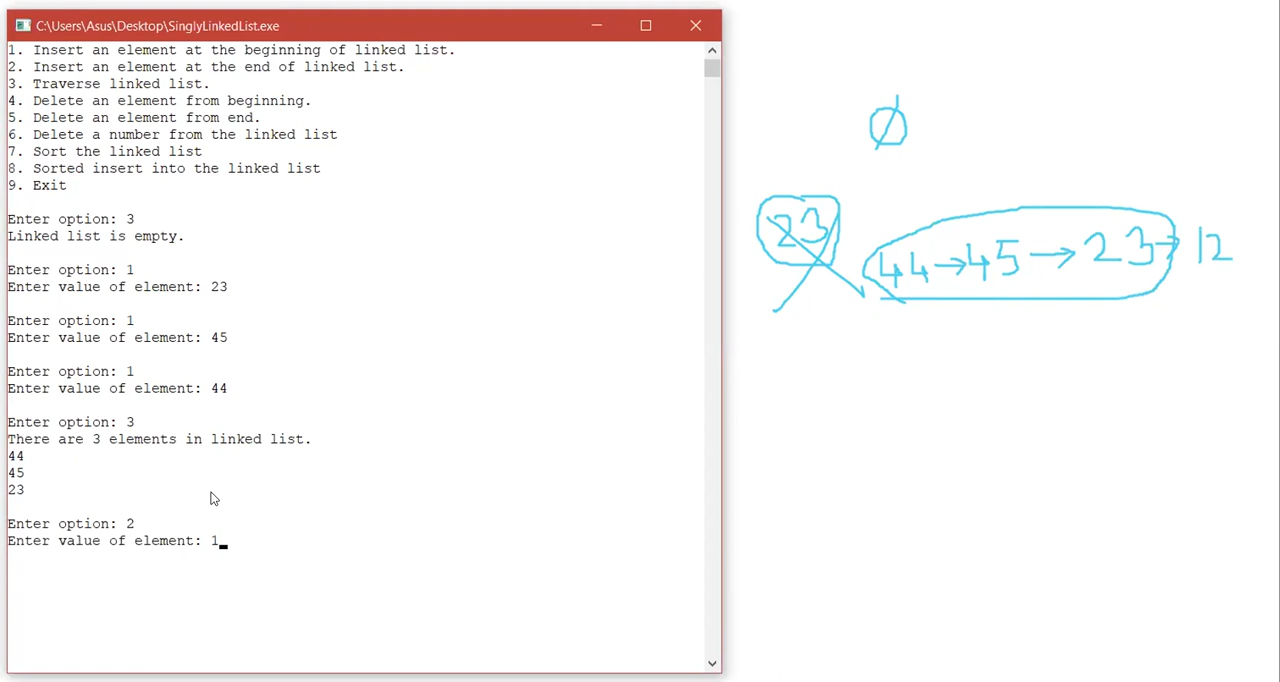 C:\Users\Asus\Desktop\SinglyLinkedList.exe
1. Insert an element at the beginning of linked list.
2. Insert an element at the end of linked list.
3. Traverse linked list.
4. Delete an element from beginning.
5. Delete an element from end.
6. Delete a number from the linked list
7. Sort the linked list
8. Sorted insert into the linked list
9. Exit
Enter option: 3
Linked list is empty.
Enter option: 1
Enter value of element: 23
Enter option: 1
Enter value of element: 45
Enter option: 1
Enter value of element: 44
Enter option: 3
There are 3 elements in linked list.
44
45
23
Enter option: 2
Enter value of element: 1_
Ø
23
44→45→23→12